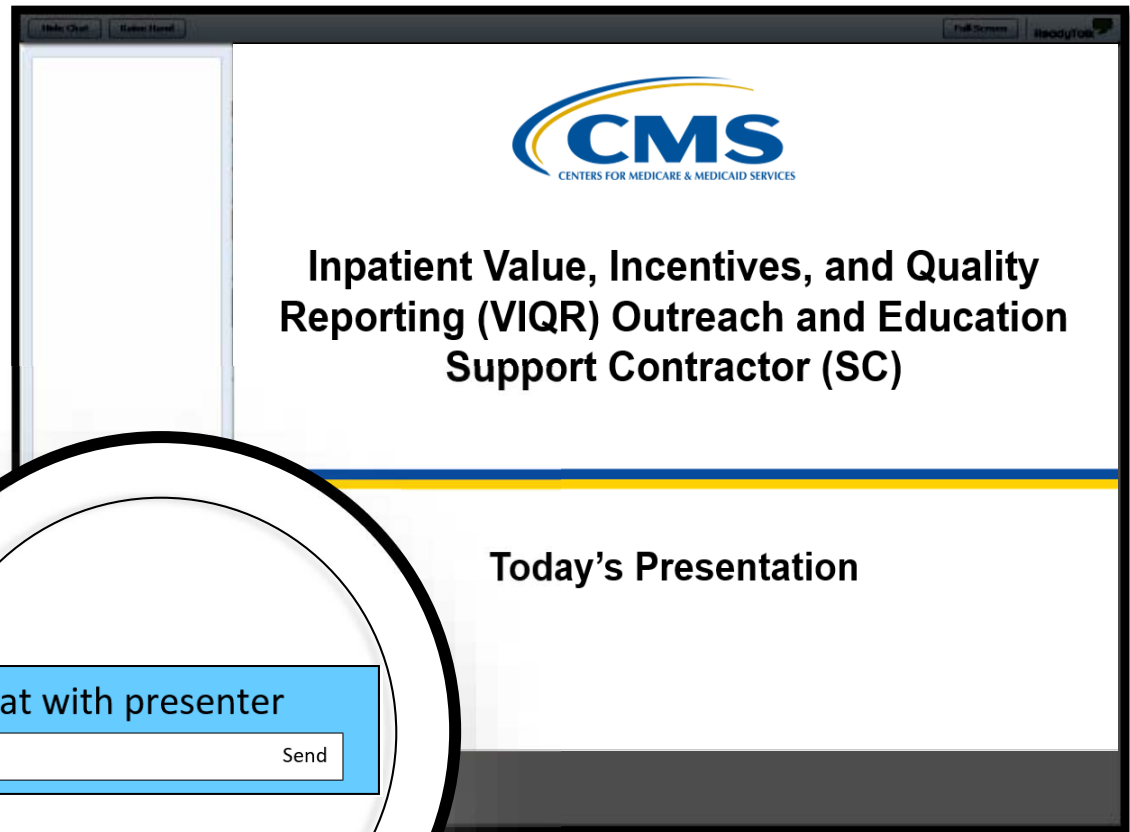 Hide Chat Raise Hand Full Screen ReadyTalk
CMS
CENTERS FOR MEDICARE & MEDICAID SERVICES
Inpatient Value, Incentives, and Quality
Reporting (VIQR) Outreach and Education
Support Contractor (SC)
Today’s Presentation
at with presenter
Send